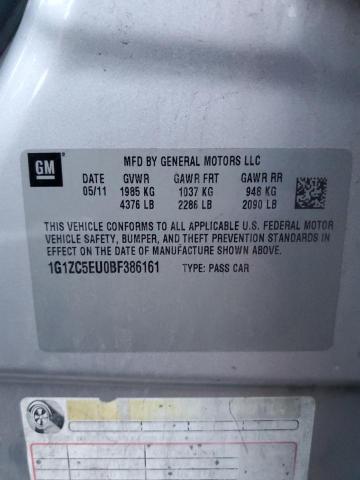 GM
MFD BY GENERAL MOTORS LLC
DATE GVWR GAWR FRT GAWR RR
05/11 1985 KG 1037 KG 948 KG
4376 LB 2286 LB 2090 LB
THIS VEHICLE CONFORMS TO ALL APPLICABLE U.S. FEDERAL MOTOR
VEHICLE SAFETY, BUMPER, AND THEFT PREVENTION STANDARDS IN
EFFECT ON THE DATE OF MANUFACTURE SHOWN ABOVE.
1G1ZC5EU0BF386161 TYPE: PASS CAR